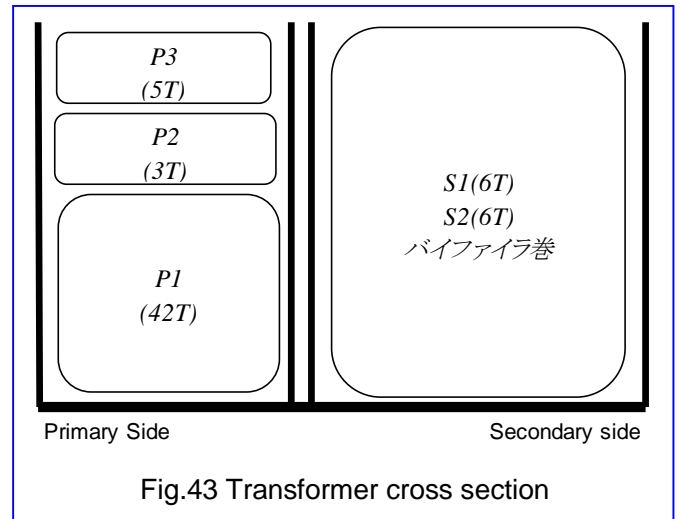 P3
(5T)
P2
(3T)
P1
(42T)
S1(6T)
S2(6T)
バイファイラ巻
Primary Side
Secondary side
Fig.43 Transformer cross section